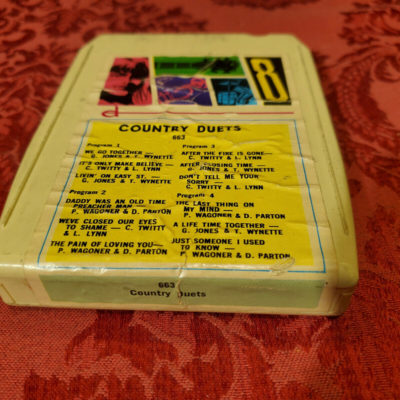 8
COUNTRY DUETS
663
Program 1
WE GO TOGETHER —
G. JONES & T. WYNETTE
IT'S ONLY MAKE BELIEVE —
C. TWITTY & L. LYNN
LIVIN' ON EASY ST. —
G. JONES & T. WYNETTE
Program 2
DADDY WAS AN OLD TIME
PREACHER MAN —
P. WAGONER & D. PARTON
WEVE CLOSED OUR EYES
TO SHAME — C. TWITTY
& L. LYNN
THE PAIN OF LOVING YOU—
P. WAGONER & D. PARTON
Program 3
AFTER THE FIRE IS GONE—
C. TWITTY & L. LYNN
AFTER CLOSING TIME —
G. JONES & T. WYNETTE
DON'T TELL ME YOUR
SORRY —
C. TWITTY & L. LYNN
Program 4
THE LAST THING ON
MY MIND —
P. WAGONER & D. PARTON
A LIFE TIME TOGETHER —
G. JONES & T. WYNETTE
JUST SOMEONE I USED
TO KNOW —
P. WAGONER & D. PARTON
663
Country Duets